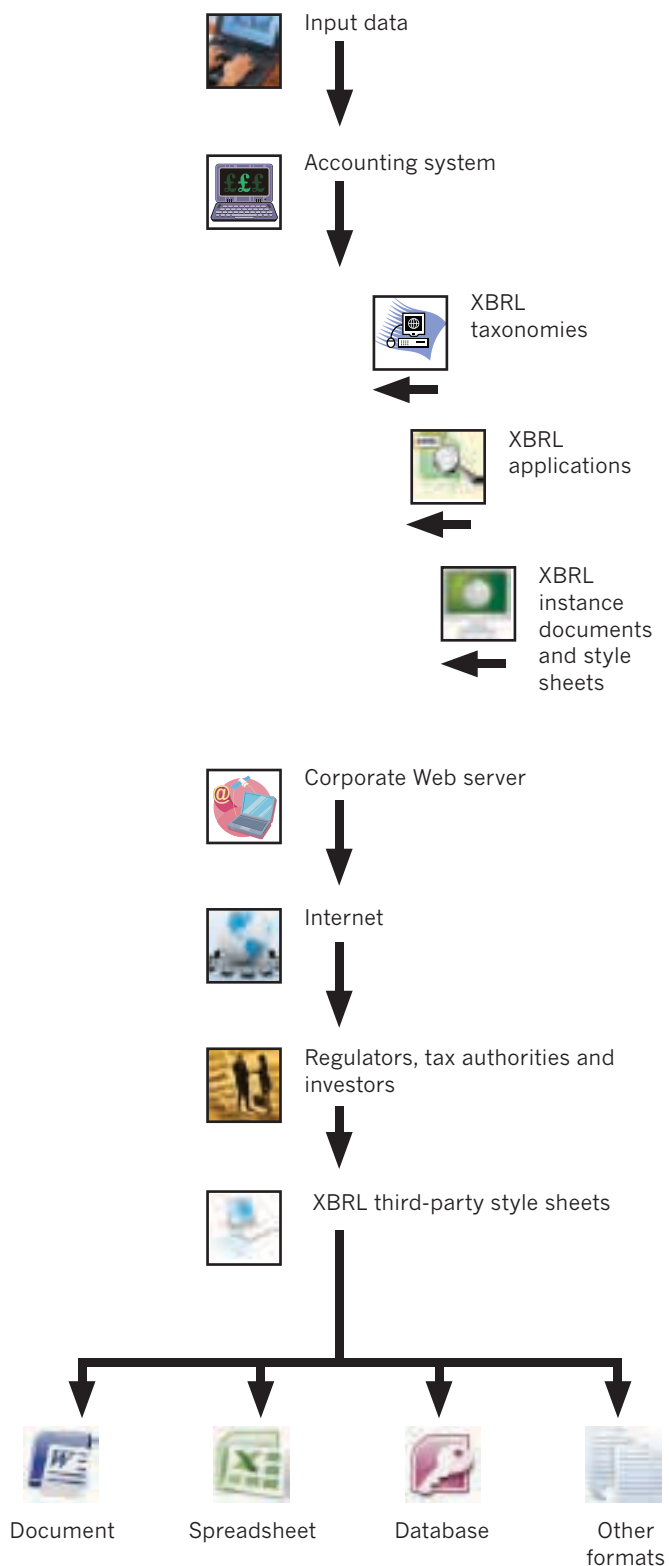 Input data
£££
Accounting system
XBRL
taxonomies
XBRL
applications
XBRL
instance
documents
and style
sheets
@
Corporate Web server
Internet
Regulators, tax authorities and
investors
XBRL third-party style sheets
W
X
Document Spreadsheet Database Other
formats